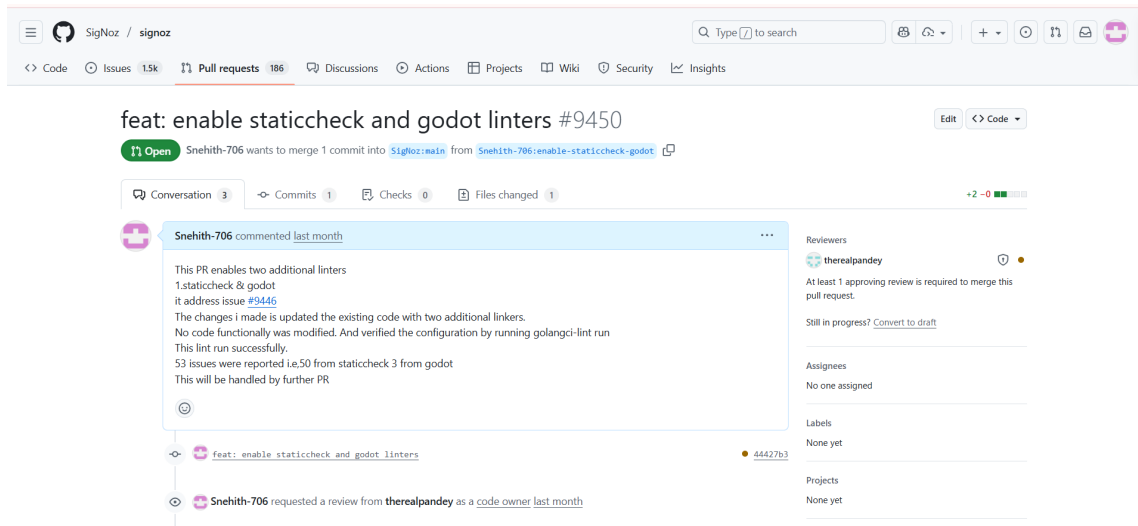 SigNoz / signoz
Type / to search
Code
Issues 1.5k
Pull requests 186
Discussions
Actions
Projects
Wiki
Security
Insights
feat: enable staticcheck and godot linters #9450
Edit
Code
Open
Snehith-706 wants to merge 1 commit into SigNoz:main from Snehith-706:enable-staticcheck-godot
Conversation 3
Commits 1
Checks 0
Files changed 1
+2 −0
Snehith-706 commented last month
This PR enables two additional linters
1.staticcheck & godot
it address issue #9446
The changes i made is updated the existing code with two additional linkers.
No code functionally was modified. And verified the configuration by running golangci-lint run
This lint run successfully.
53 issues were reported i.e,50 from staticcheck 3 from godot
This will be handled by further PR
feat: enable staticcheck and godot linters
44427b3
Snehith-706 requested a review from therealpandey as a code owner last month
Reviewers
therealpandey
At least 1 approving review is required to merge this
pull request.
Still in progress? Convert to draft
Assignees
No one assigned
Labels
None yet
Projects
None yet